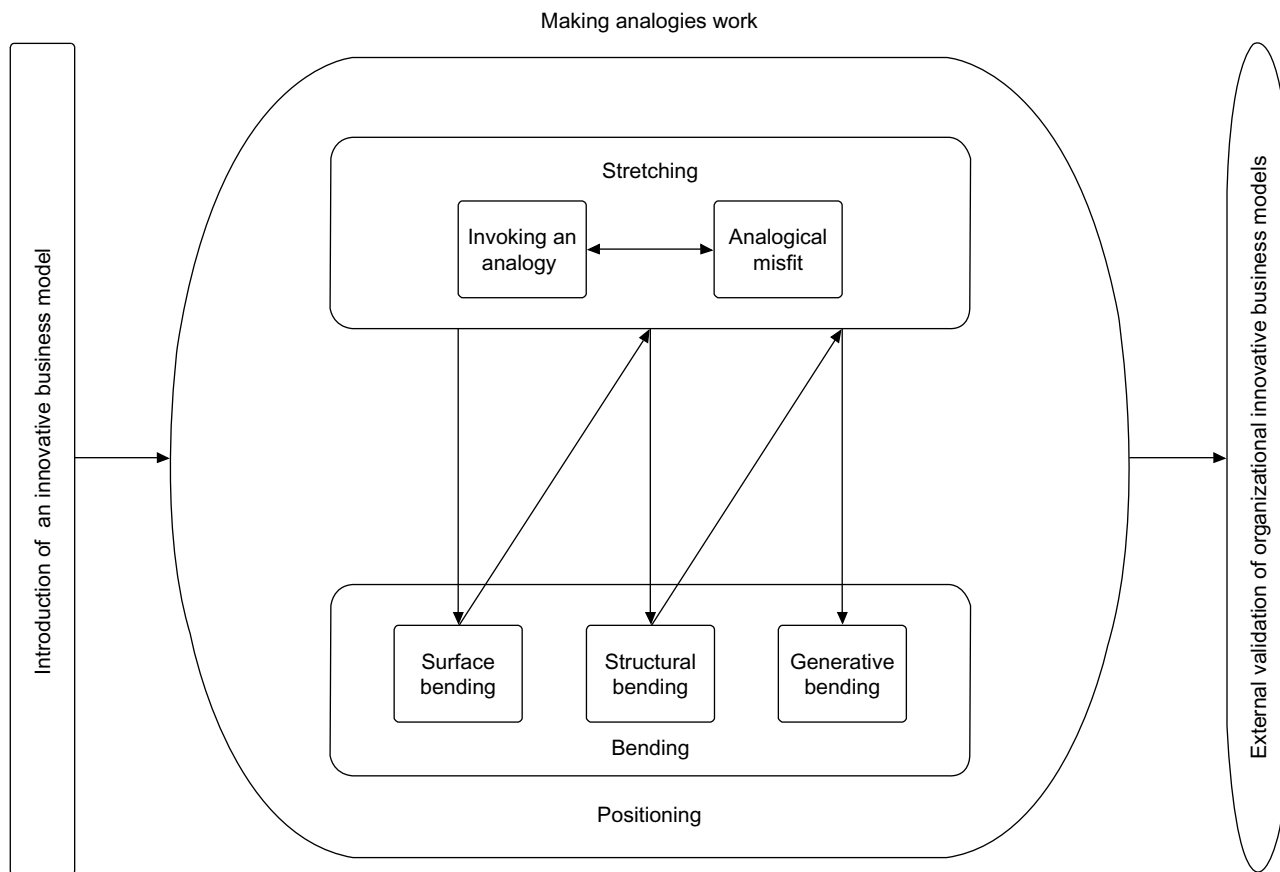 Making analogies work
Introduction of an innovative business model
Stretching
Invoking an
analogy
Analogical
misfit
Surface
bending
Structural
bending
Generative
bending
Bending
Positioning
External validation of organizational innovative business models